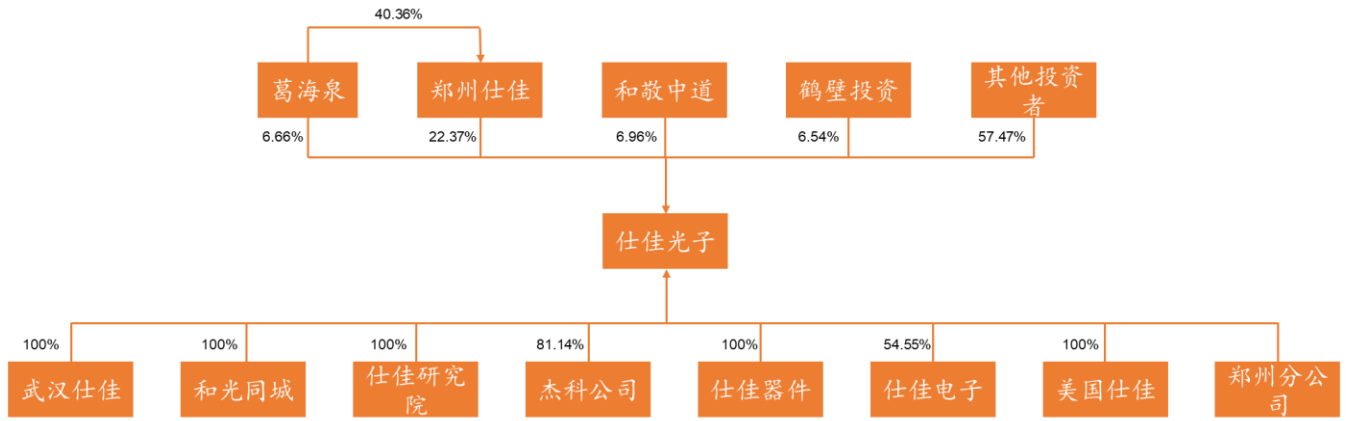 40.36%
葛海泉
郑州仕佳
和敬中道
鹤壁投资
其他投资
者
6.66%
22.37%
6.96%
6.54%
57.47%
仕佳光子
100%
100%
100%
81.14%
100%
54.55%
100%
武汉仕佳
和光同城
仕佳研究
院
杰科公司
仕佳器件
仕佳电子
美国仕佳
郑州分公
司